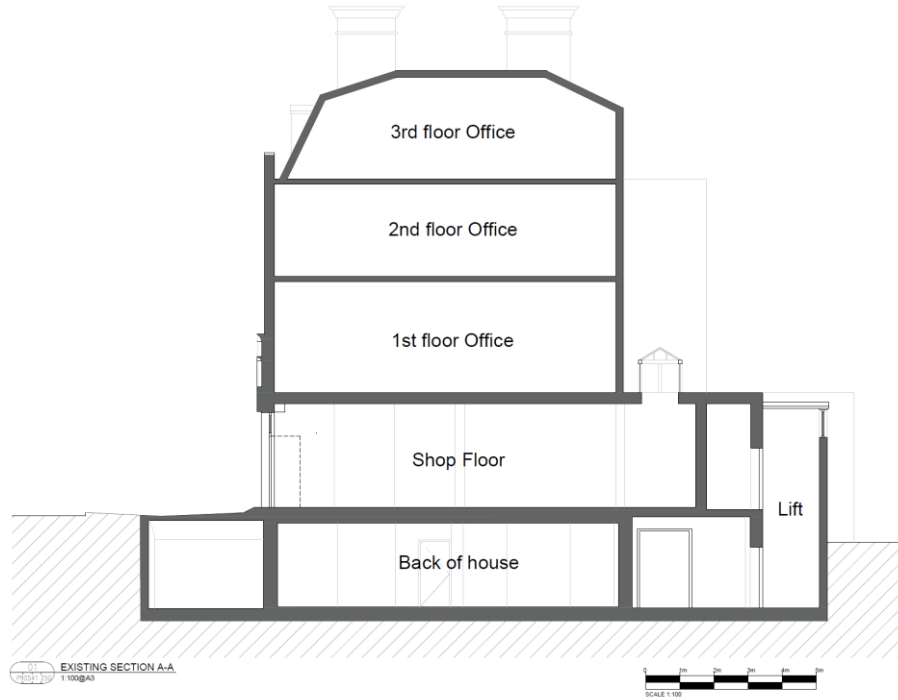 3rd floor Office
2nd floor Office
1st floor Office
Shop Floor
Lift
Back of house
01
EXISTING SECTION A-A
1:100@A3
0 1m 2m 3m 4m 5m
SCALE 1:100